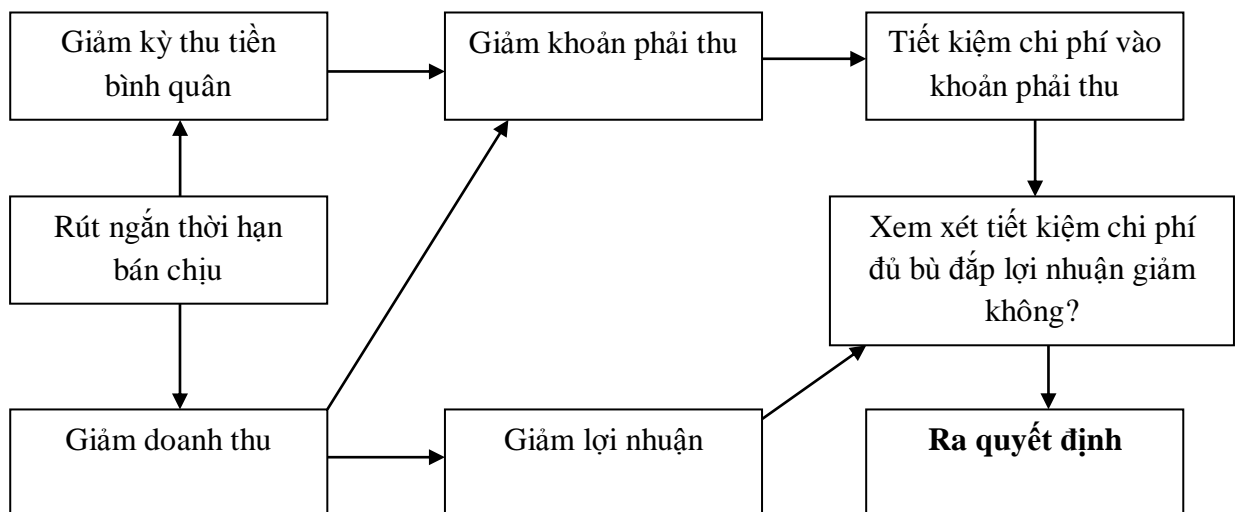 Giảm kỳ thu tiền
bình quân
Giảm khoản phải thu
Tiết kiệm chi phí vào
khoản phải thu
Rút ngắn thời hạn
bán chịu
Xem xét tiết kiệm chi phí
đủ bù đắp lợi nhuận giảm
không?
Giảm doanh thu
Giảm lợi nhuận
Ra quyết định